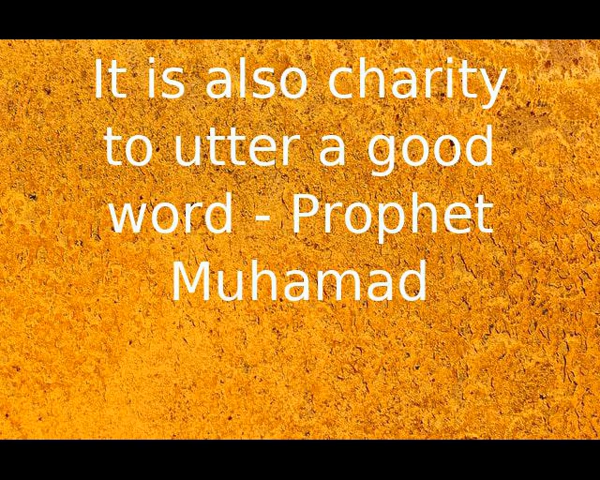 It is also charity
to utter a good
word - Prophet
Muhamad